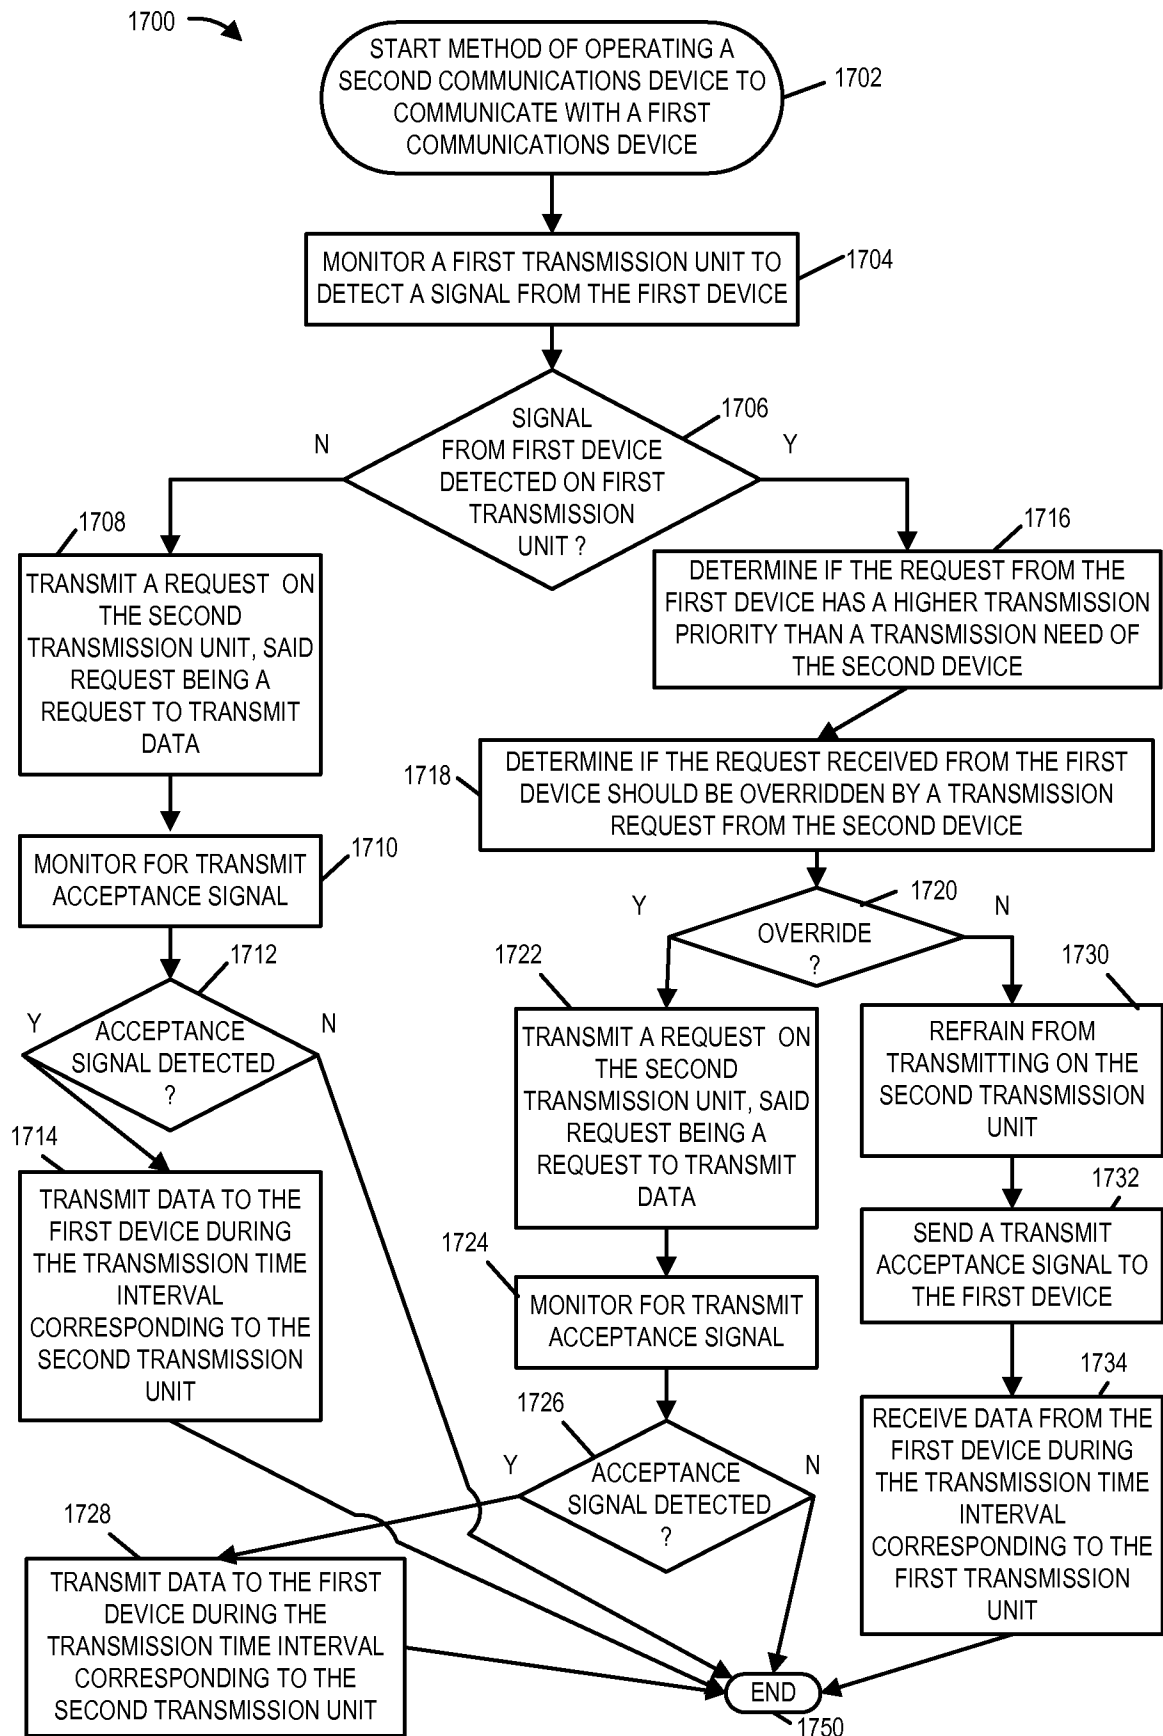 1700
START METHOD OF OPERATING A
SECOND COMMUNICATIONS DEVICE TO
COMMUNICATE WITH A FIRST
COMMUNICATIONS DEVICE
1702
MONITOR A FIRST TRANSMISSION UNIT TO
DETECT A SIGNAL FROM THE FIRST DEVICE
1704
SIGNAL
FROM FIRST DEVICE
DETECTED ON FIRST
TRANSMISSION
UNIT ?
1706
N
Y
1708
TRANSMIT A REQUEST ON
THE SECOND
TRANSMISSION UNIT, SAID
REQUEST BEING A
REQUEST TO TRANSMIT
DATA
1710
MONITOR FOR TRANSMIT
ACCEPTANCE SIGNAL
1712
Y
N
ACCEPTANCE
SIGNAL DETECTED
?
1714
TRANSMIT DATA TO THE
FIRST DEVICE DURING
THE TRANSMISSION TIME
INTERVAL
CORRESPONDING TO THE
SECOND TRANSMISSION
UNIT
1716
DETERMINE IF THE REQUEST FROM THE
FIRST DEVICE HAS A HIGHER TRANSMISSION
PRIORITY THAN A TRANSMISSION NEED OF
THE SECOND DEVICE
1718
DETERMINE IF THE REQUEST RECEIVED FROM THE FIRST
DEVICE SHOULD BE OVERRIDDEN BY A TRANSMISSION
REQUEST FROM THE SECOND DEVICE
1720
Y
N
OVERRIDE
?
1722
TRANSMIT A REQUEST ON
THE SECOND
TRANSMISSION UNIT, SAID
REQUEST BEING A
REQUEST TO TRANSMIT
DATA
1724
MONITOR FOR TRANSMIT
ACCEPTANCE SIGNAL
1726
Y
N
ACCEPTANCE
SIGNAL DETECTED
?
1728
TRANSMIT DATA TO THE FIRST
DEVICE DURING THE
TRANSMISSION TIME INTERVAL
CORRESPONDING TO THE
SECOND TRANSMISSION UNIT
1730
REFRAIN FROM
TRANSMITTING ON THE
SECOND TRANSMISSION
UNIT
1732
SEND A TRANSMIT
ACCEPTANCE SIGNAL TO
THE FIRST DEVICE
1734
RECEIVE DATA FROM THE
FIRST DEVICE DURING
THE TRANSMISSION TIME
INTERVAL
CORRESPONDING TO THE
FIRST TRANSMISSION
UNIT
END
1750